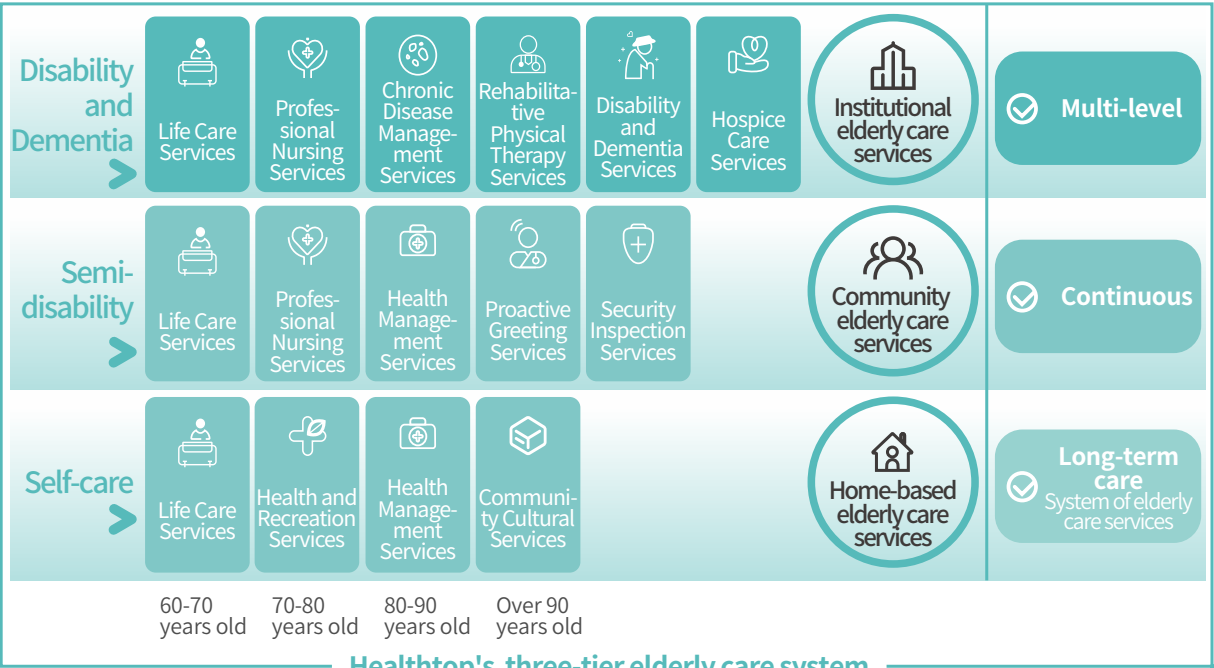 Disability
and
Dementia
Life Care
Services
Profes-
sional
Nursing
Services
Chronic
Disease
Manage-
ment
Services
Rehabilita-
tive
Physical
Therapy
Services
Disability
and
Dementia
Services
Hospice
Care
Services
Institutional
elderly care
services
Multi-level
Semi-
disability
Life Care
Services
Profes-
sional
Nursing
Services
Health
Manage-
ment
Services
Proactive
Greeting
Services
Security
Inspection
Services
Community
elderly care
services
Continuous
Self-care
Life Care
Services
Health and
Recreation
Services
Health
Manage-
ment
Services
Communi-
ty Cultural
Services
Home-based
elderly care
services
Long-term
care
System of elderly
care services
60-70
years old
70-80
years old
80-90
years old
Over 90
years old
Healthton's three-tier elderly care system